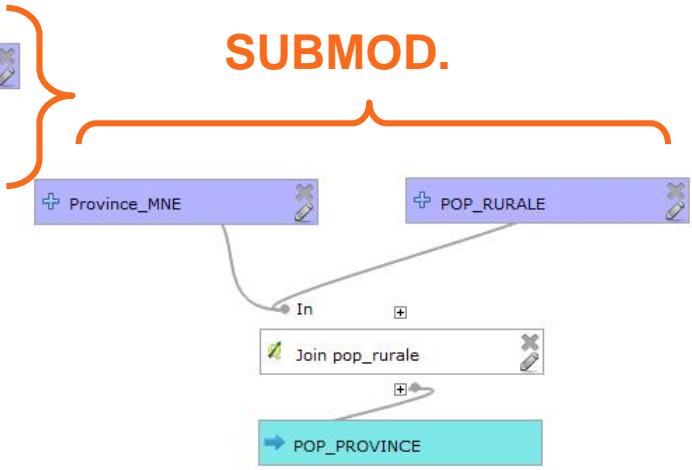 SUBMOD.
Province_MNE
POP_RURALE
In
Join pop_rurale
POP_PROVINCE